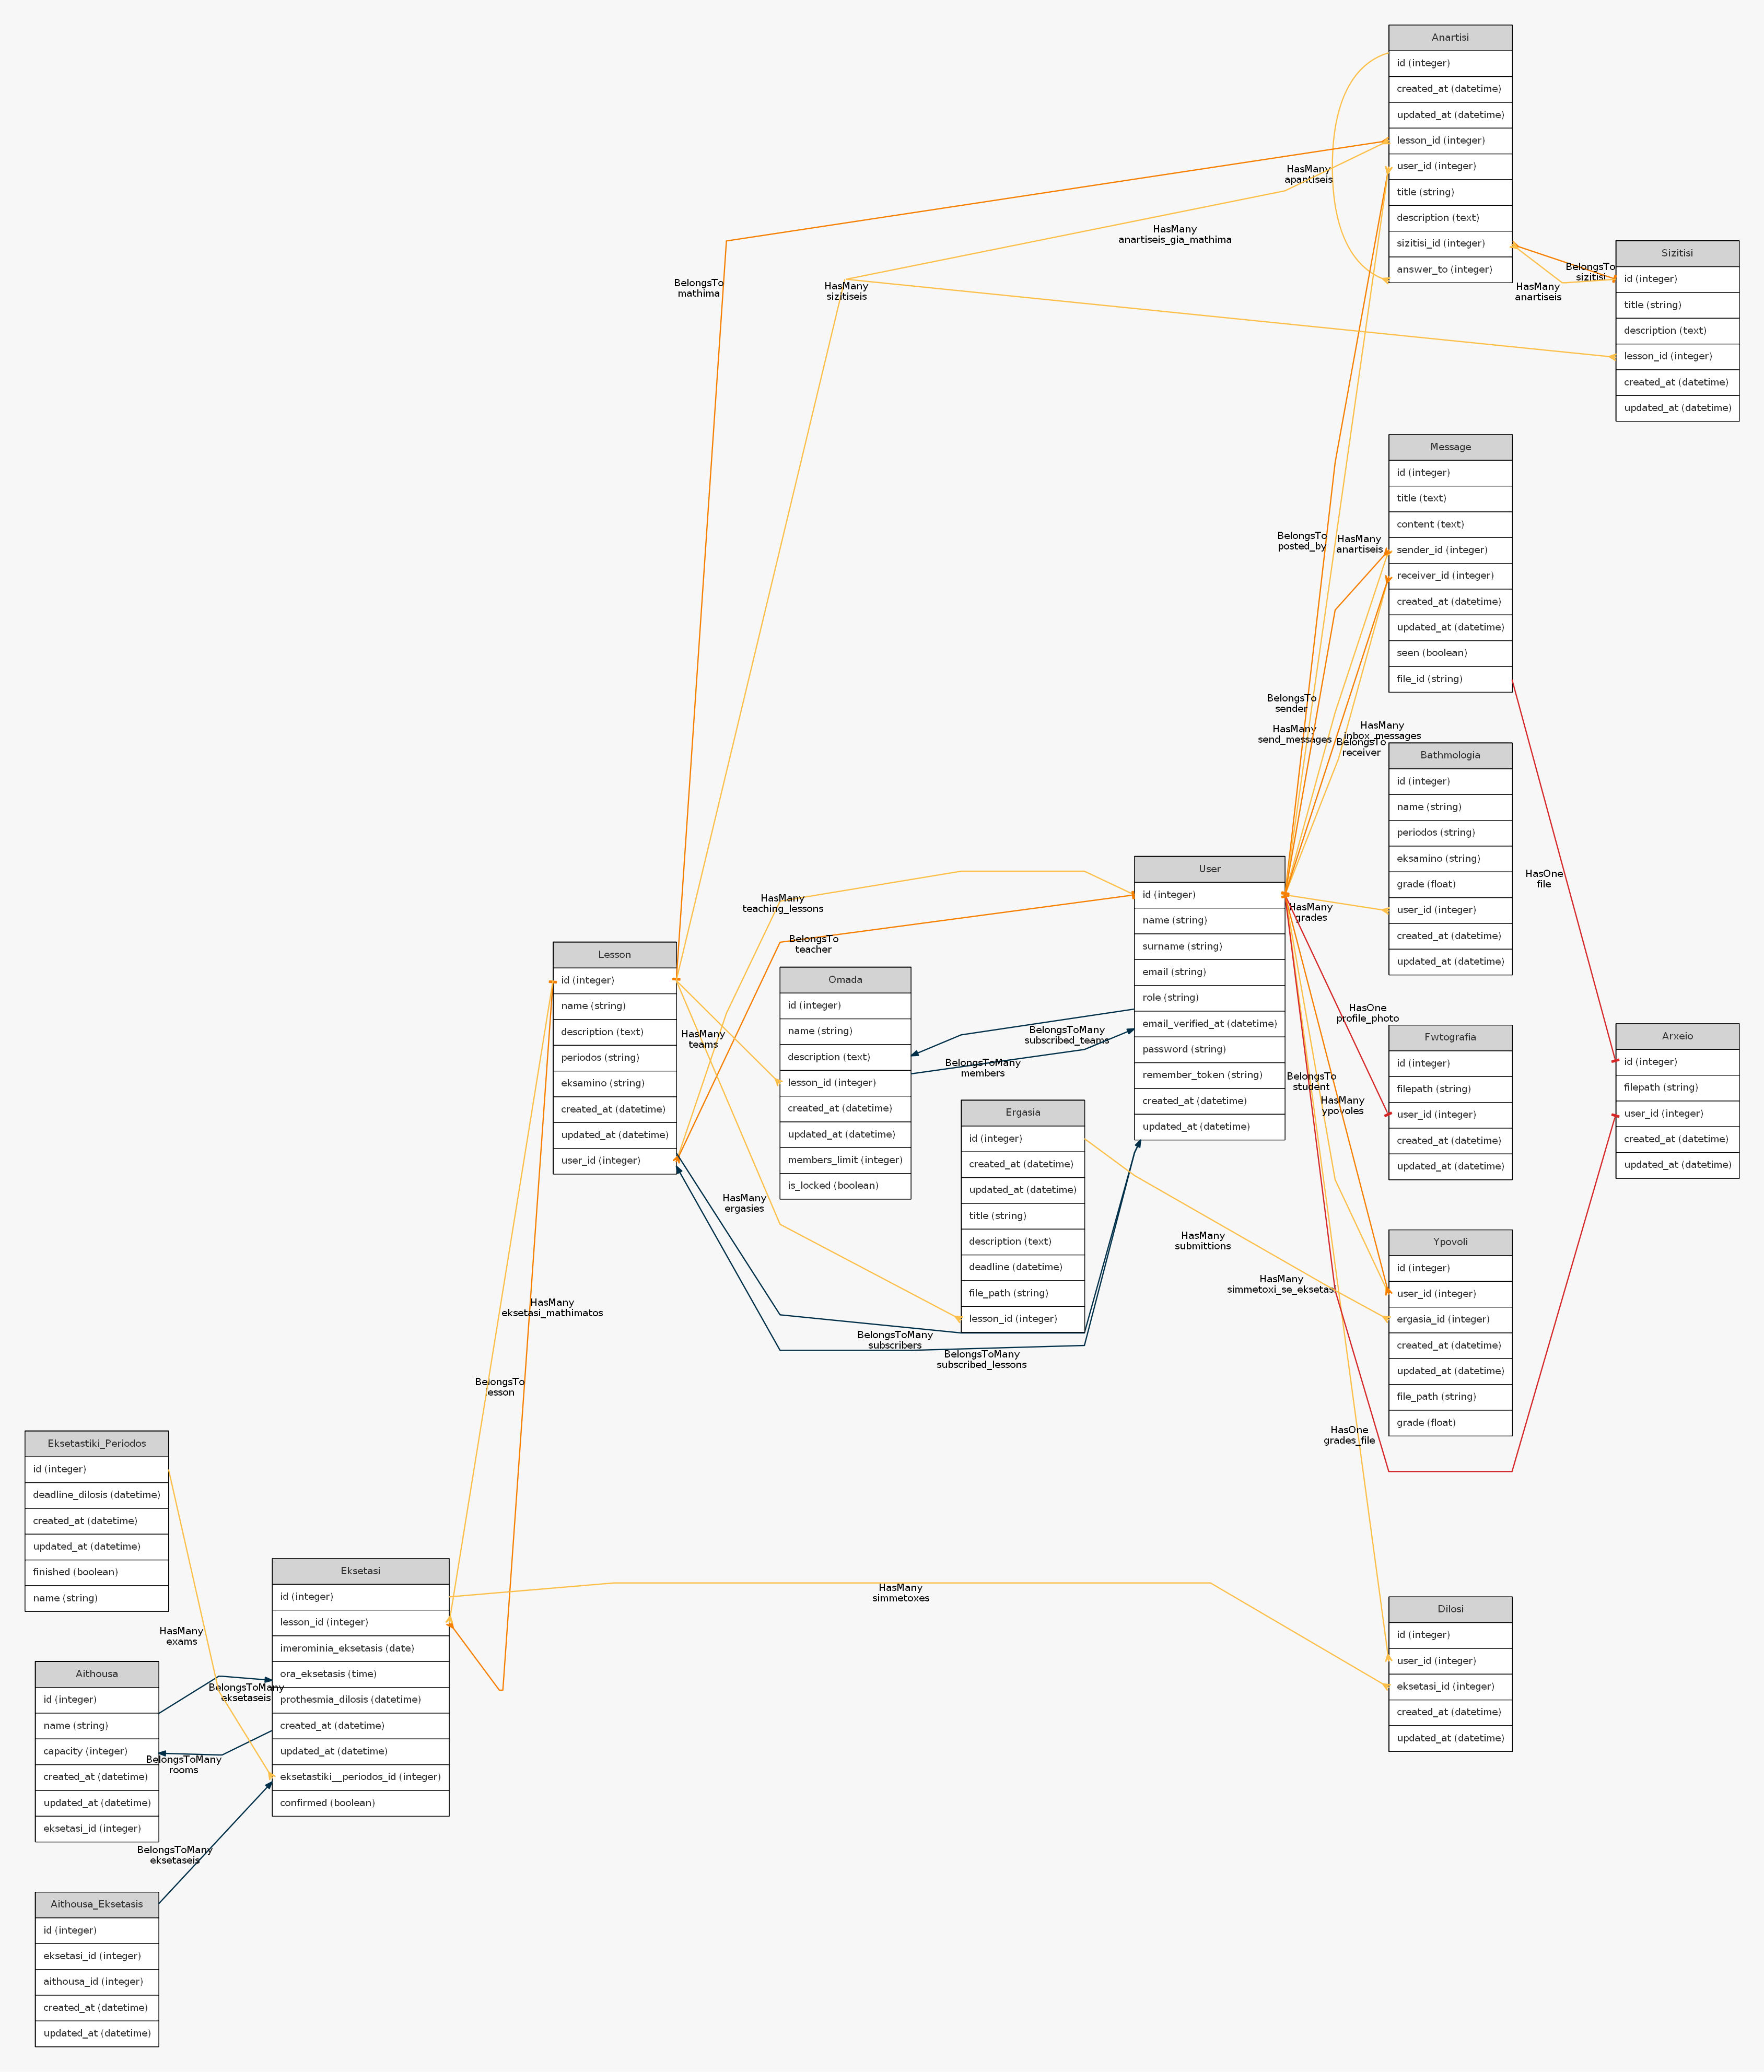 Anartisi
id (integer)
created_at (datetime)
updated_at (datetime)
lesson_id (integer)
user_id (integer)
title (string)
description (text)
sizitisi_id (integer)
answer_to (integer)
HasMany
apantiseis
HasMany
anartiseis_gia_mathima
BelongsTo
mathima
HasMany
sizitiseis
BelongsTo
sizitisi
HasMany
anartiseis
Sizitisi
id (integer)
title (string)
description (text)
lesson_id (integer)
created_at (datetime)
updated_at (datetime)
Message
id (integer)
title (text)
content (text)
sender_id (integer)
receiver_id (integer)
created_at (datetime)
updated_at (datetime)
seen (boolean)
file_id (string)
BelongsTo
posted_by
HasMany
anartiseis
BelongsTo
sender
HasMany
send_messages
HasMany
inbox_messages
BelongsTo
receiver
Bathmologia
id (integer)
name (string)
periodos (string)
eksamino (string)
grade (float)
user_id (integer)
created_at (datetime)
updated_at (datetime)
HasOne
file
User
id (integer)
name (string)
surname (string)
email (string)
role (string)
email_verified_at (datetime)
password (string)
remember_token (string)
created_at (datetime)
updated_at (datetime)
HasMany
grades
HasMany
teaching_lessons
BelongsTo
teacher
Lesson
id (integer)
name (string)
description (text)
periodos (string)
eksamino (string)
created_at (datetime)
updated_at (datetime)
user_id (integer)
Omada
id (integer)
name (string)
description (text)
lesson_id (integer)
created_at (datetime)
updated_at (datetime)
members_limit (integer)
is_locked (boolean)
HasMany
teams
BelongsToMany
subscribed_teams
BelongsToMany
members
HasOne
profile_photo
Fwtografia
id (integer)
filepath (string)
user_id (integer)
created_at (datetime)
updated_at (datetime)
Arxeio
id (integer)
filepath (string)
user_id (integer)
created_at (datetime)
updated_at (datetime)
BelongsTo
student
HasMany
ypovoles
Ergasia
id (integer)
created_at (datetime)
updated_at (datetime)
title (string)
description (text)
deadline (datetime)
file_path (string)
lesson_id (integer)
HasMany
ergasies
HasMany
submittions
HasMany
simmetoxi_se_eksetasi
Ypovoli
id (integer)
user_id (integer)
ergasia_id (integer)
created_at (datetime)
updated_at (datetime)
file_path (string)
grade (float)
HasMany
eksetasi_mathimatos
BelongsToMany
subscribers
BelongsToMany
subscribed_lessons
BelongsTo
lesson
HasOne
grades_file
Eksetastiki_Periodos
id (integer)
deadline_dilosis (datetime)
created_at (datetime)
updated_at (datetime)
finished (boolean)
name (string)
HasMany
exams
Eksetasi
id (integer)
lesson_id (integer)
imerominia_eksetasis (date)
ora_eksetasis (time)
prothesmia_dilosis (datetime)
created_at (datetime)
updated_at (datetime)
eksetastiki__periodos_id (integer)
confirmed (boolean)
HasMany
simmetoxes
Dilosi
id (integer)
user_id (integer)
eksetasi_id (integer)
created_at (datetime)
updated_at (datetime)
Aithousa
id (integer)
name (string)
capacity (integer)
created_at (datetime)
updated_at (datetime)
eksetasi_id (integer)
BelongsToMany
eksetaseis
BelongsToMany
rooms
BelongsToMany
eksetaseis
Aithousa_Eksetasis
id (integer)
eksetasi_id (integer)
aithousa_id (integer)
created_at (datetime)
updated_at (datetime)